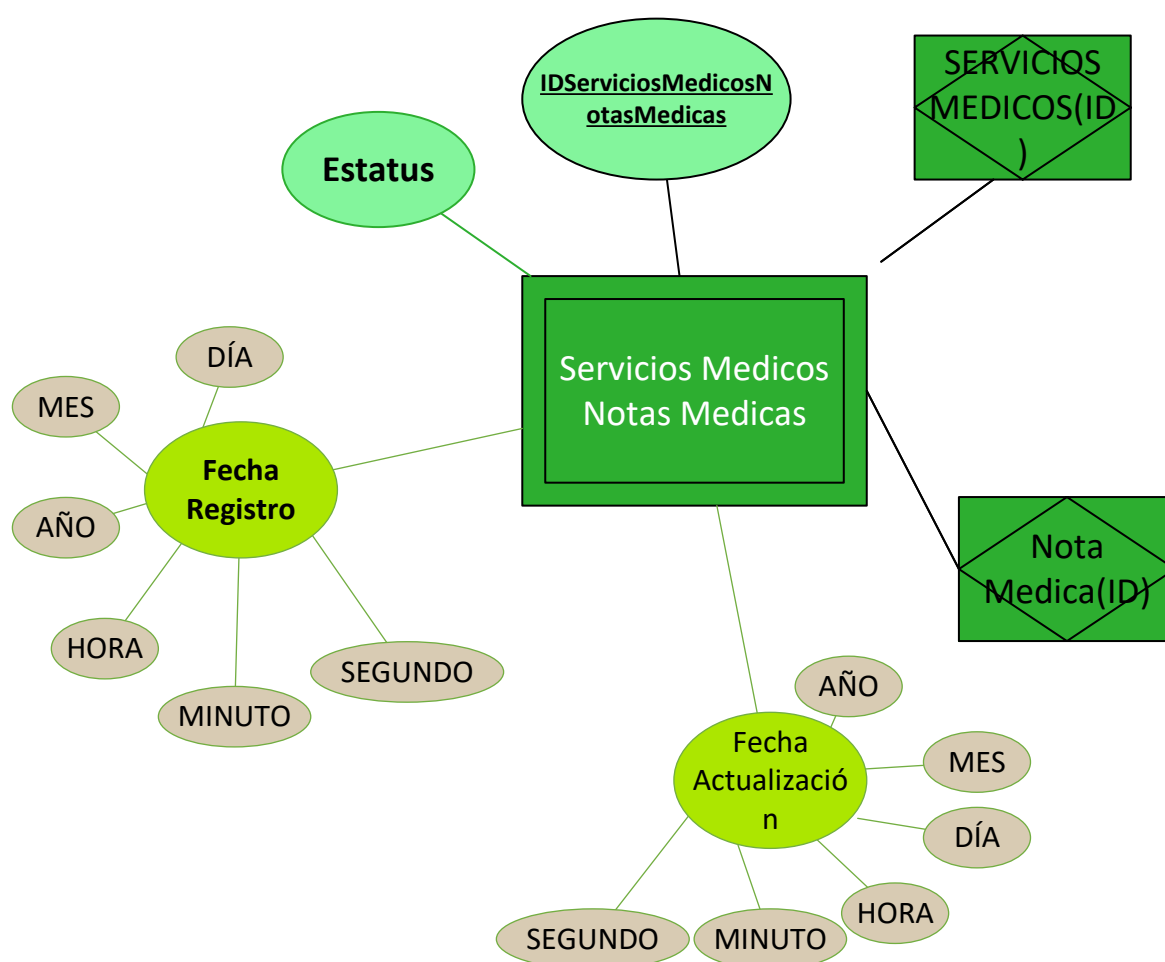 IDServiciosMedicosN
otasMedicas
SERVICIOS
MEDICOS(ID
)
Estatus
Servicios Medicos
Notas Medicas
DÍA
MES
Fecha
Registro
AÑO
HORA
MINUTO
SEGUNDO
Nota
Medica(ID)
AÑO
Fecha
Actualizació
n
MES
DÍA
HORA
MINUTO
SEGUNDO